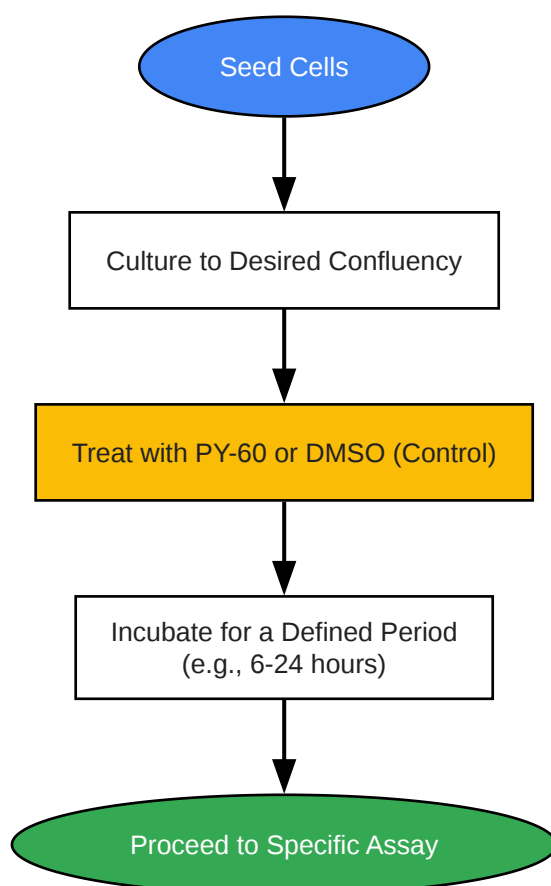 Seed Cells
Culture to Desired Confluency
Treat with PY-60 or DMSO (Control)
Incubate for a Defined Period
(e.g., 6-24 hours)
Proceed to Specific Assay